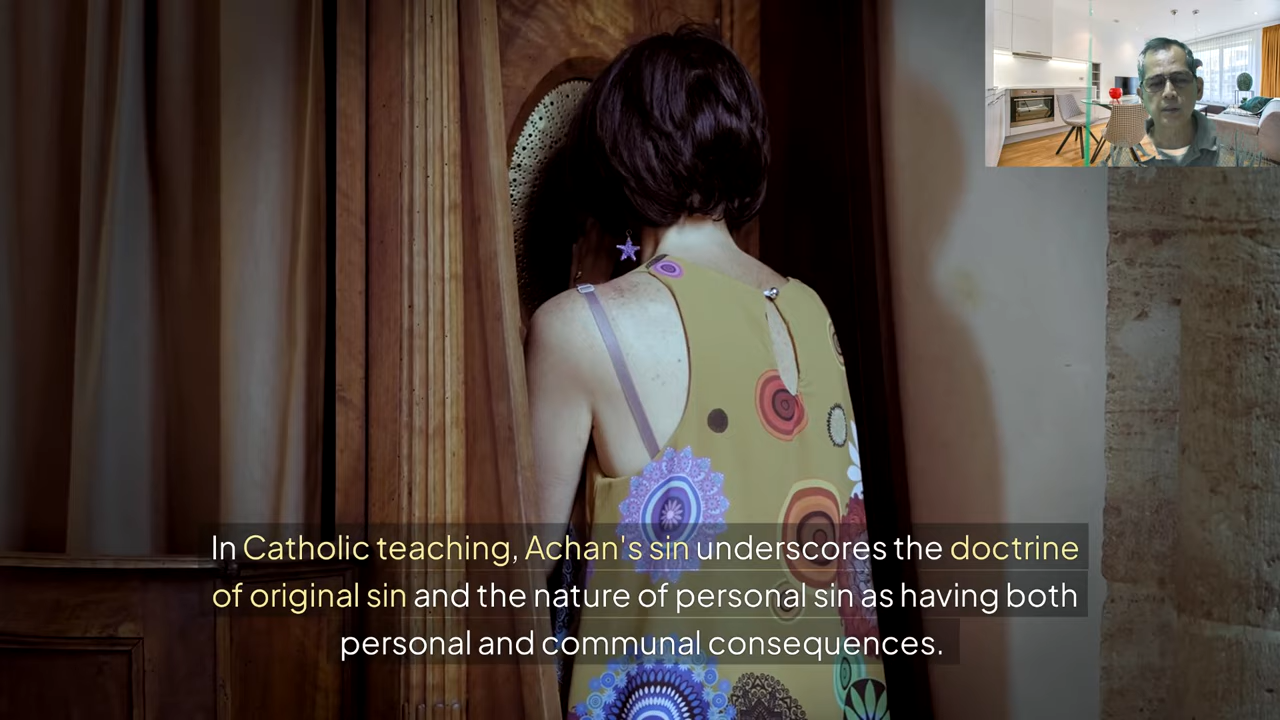 In Catholic teaching, Achan's sin underscores the doctrine
of original sin and the nature of personal sin as having both
personal and communal consequences.